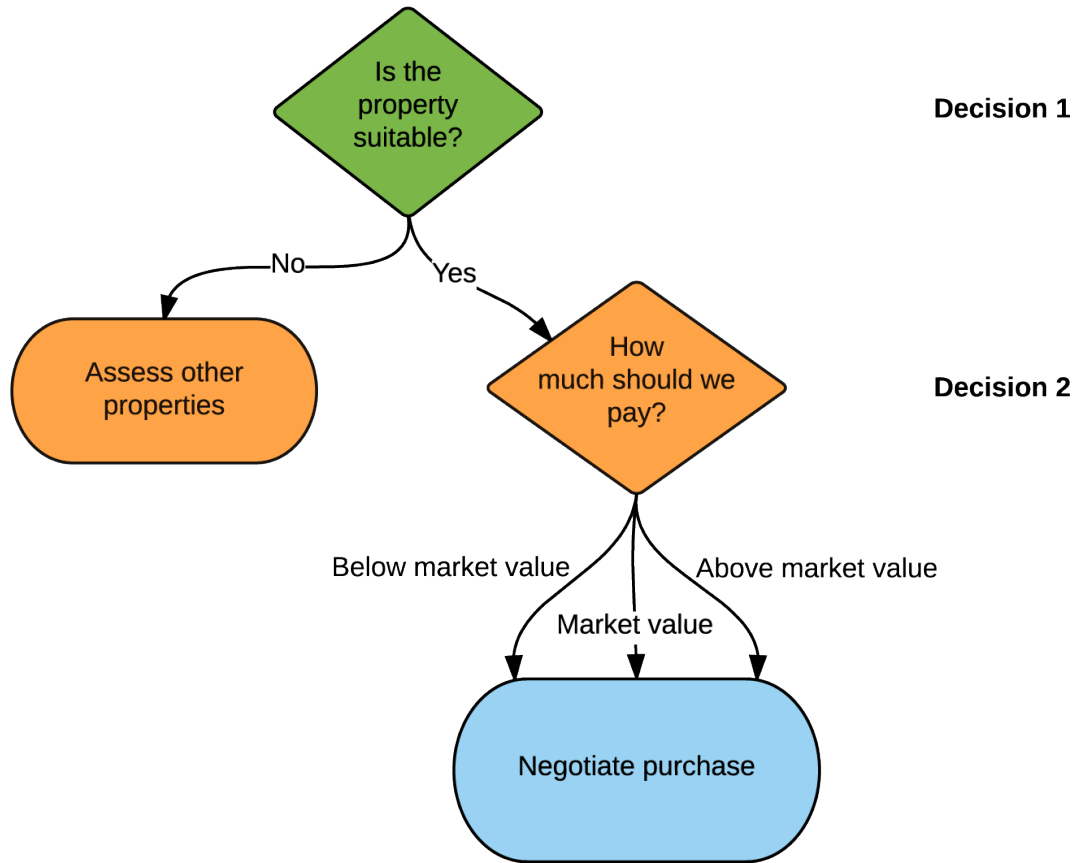 Is the
property
suitable?
Decision 1
No
Yes
How
much should we
pay?
Assess other
properties
Decision 2
Below market value
Above market value
Market value
Negotiate purchase